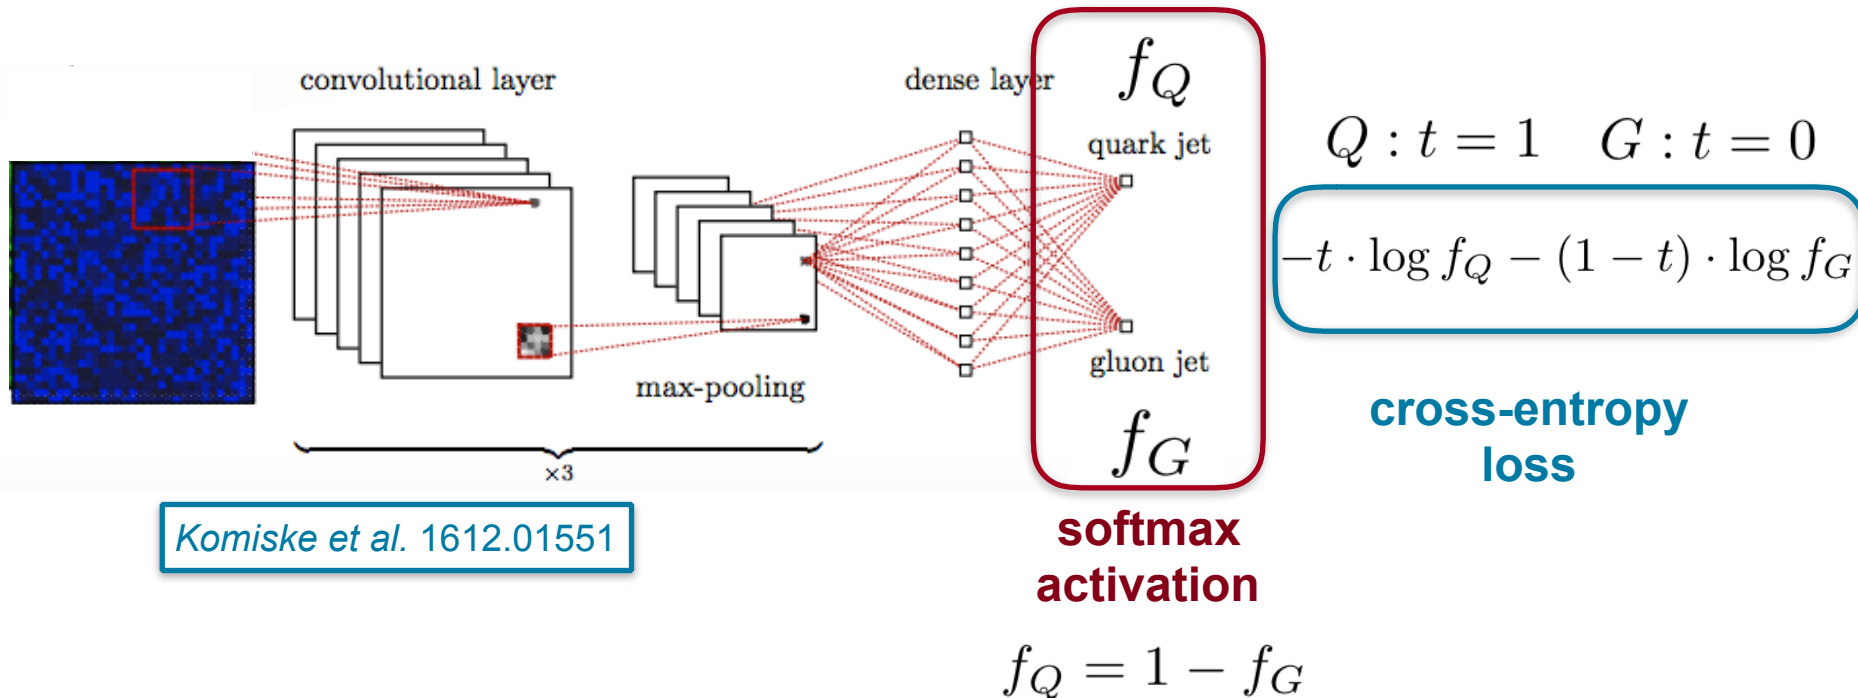 convolutional layer
max-pooling
×3
dense layer
f_Q
quark jet
gluon jet
f_G
Q : t = 1 G : t = 0
−t · log f_Q − (1 − t) · log f_G
cross-entropy
loss
Komiske et al. 1612.01551
softmax
activation
f_Q = 1 − f_G